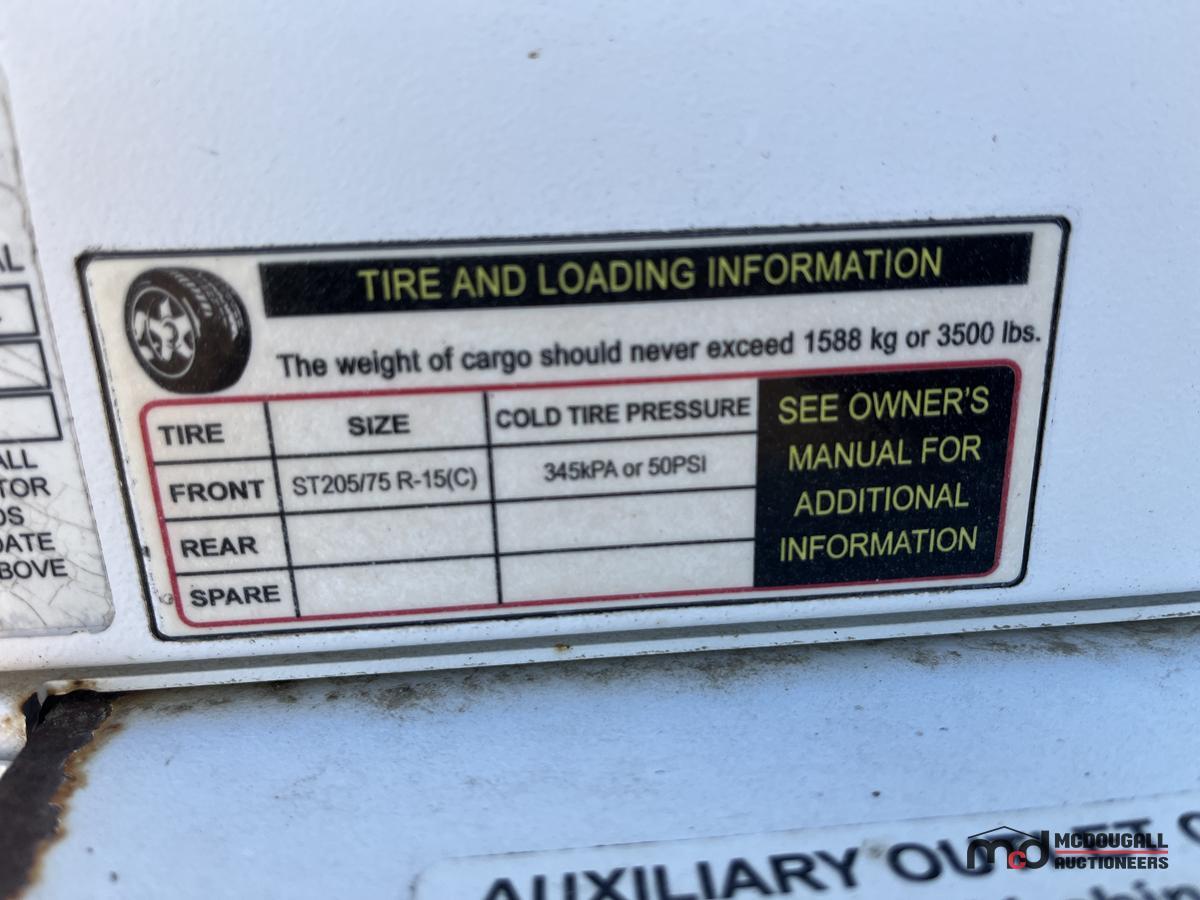 TIRE AND LOADING INFORMATION
The weight of cargo should never exceed 1588 kg or 3500 lbs.
TIRE SIZE COLD TIRE PRESSURE
FRONT ST205/75 R-15(C) 345kPA or 50PSI
REAR
SPARE
SEE OWNER'S
MANUAL FOR
ADDITIONAL
INFORMATION
AL
ALL
TOR
DS
DATE
BOVE
AUXILIARY OUTLET
mcd MCDOUGALL
AUCTIONEERS